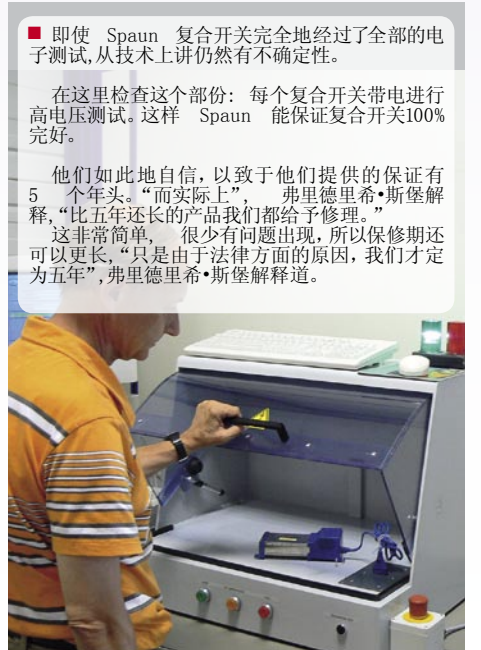 ■ 即使 Spaun 复合开关完全地经过了全部的电
子测试,从技术上讲仍然有不确定性。
在这里检查这个部份: 每个复合开关带电进行
高电压测试。这样 Spaun 能保证复合开关100%
完好。
他们如此地自信,以致于他们提供的保证有
5 个年头。“而实际上”, 弗里德里希•斯堡解
释,“比五年还长的产品我们都给予修理。”
这非常简单, 很少有问题出现,所以保修期还
可以更长,“只是由于法律方面的原因,我们才定
为五年”,弗里德里希•斯堡解释道。